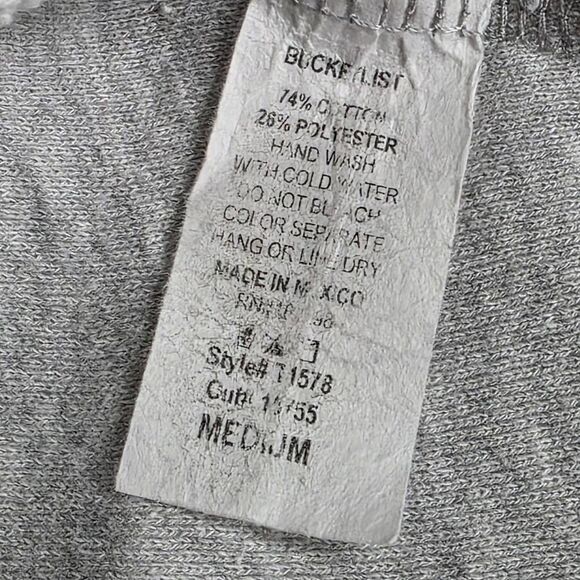 BUCKETLIST
74% COTTON
26% POLYESTER
HAND WASH
WITH COLD WATER
DO NOT BLEACH
COLOR SEPARATE
HANG OR LINE DRY
MADE IN MEXICO
Style# T1578
MEDIUM